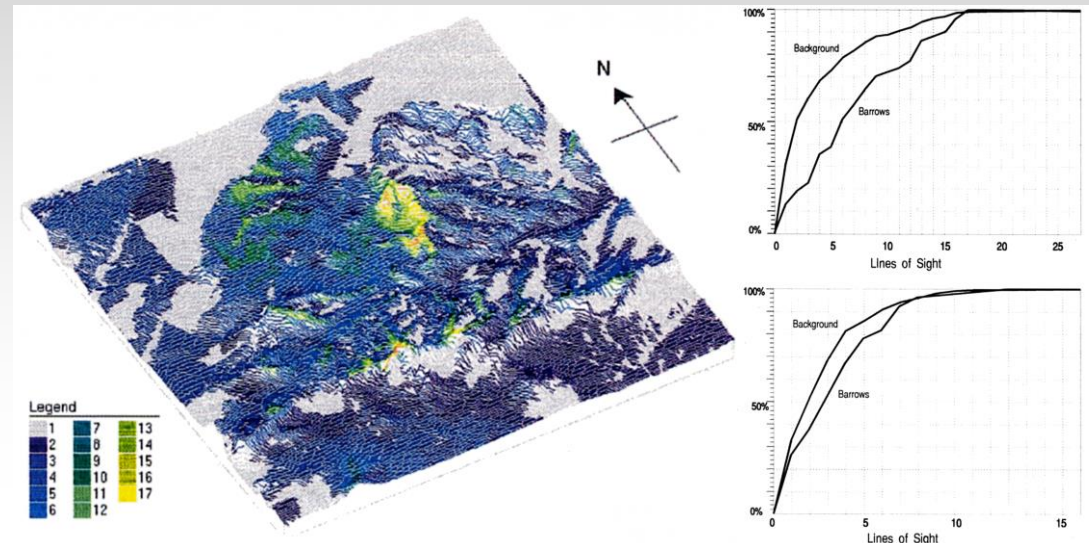 N
Legend
1 7 13
2 8 14
3 9 15
4 10 16
5 11 17
6 12
100%
Background
Barrows
50%
0%
0 5 10 15 20 25
Lines of Sight
100%
Background
Barrows
50%
0%
0 5 10 15
Lines of Sight